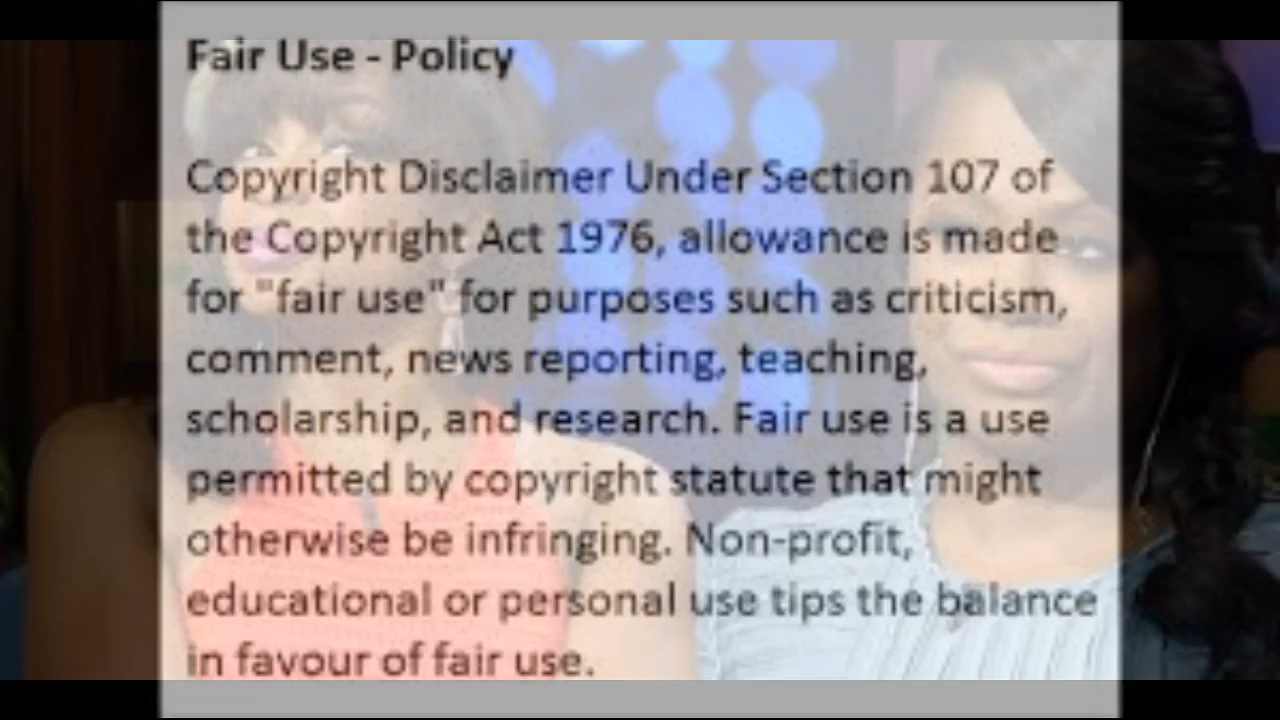 Fair Use - Policy
Copyright Disclaimer Under Section 107 of
the Copyright Act 1976, allowance is made
for "fair use" for purposes such as criticism,
comment, news reporting, teaching,
scholarship, and research. Fair use is a use
permitted by copyright statute that might
otherwise be infringing. Non-profit,
educational or personal use tips the balance
in favour of fair use.